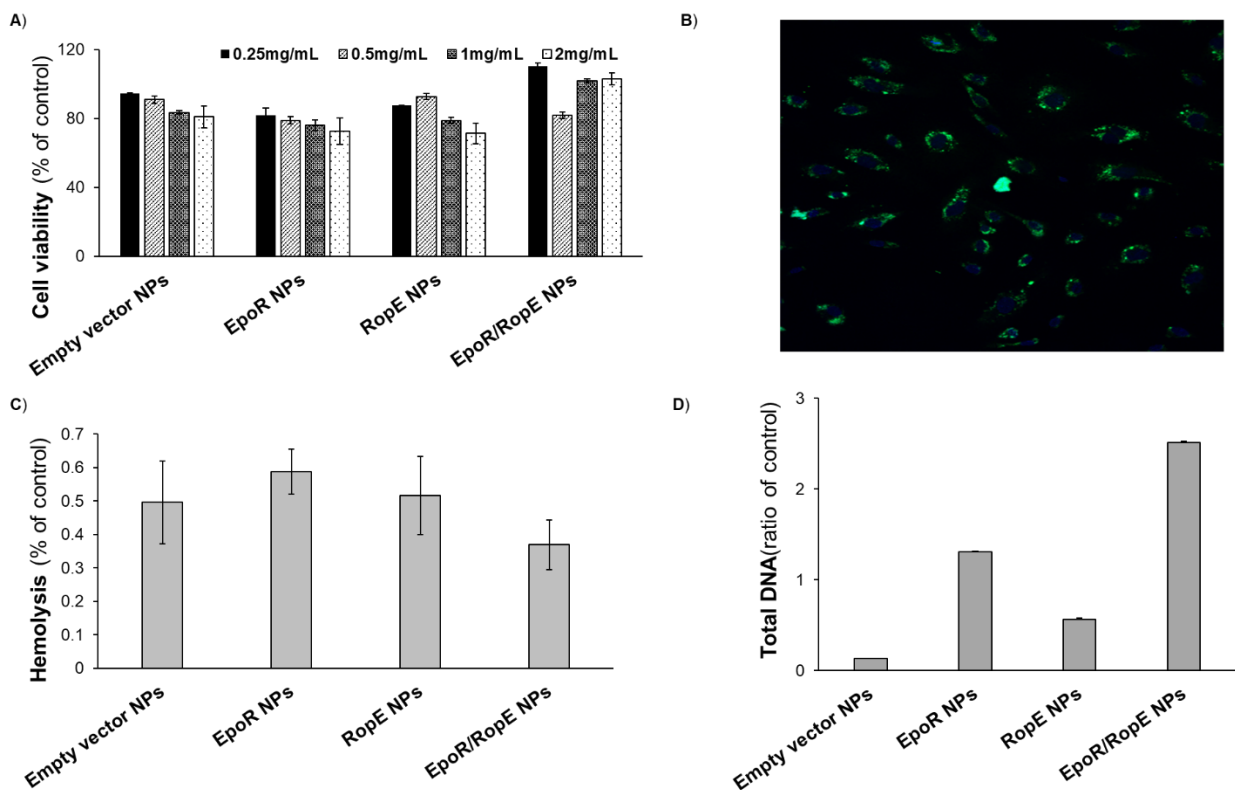 A)
Cell viability (% of control)
0.25mg/mL 0.5mg/mL 1mg/mL 2mg/mL
120
80
40
0
Empty vector NPs
EpoR NPs
RopE NPs
EpoR/RopE NPs
B)
C)
Hemolysis (% of control)
0.7
0.6
0.5
0.4
0.3
0.2
0.1
0
Empty vector NPs
EpoR NPs
RopE NPs
EpoR/RopE NPs
D)
Total DNA(ratio of control)
3
2
1
0
Empty vector NPs
EpoR NPs
RopE NPs
EpoR/RopE NPs